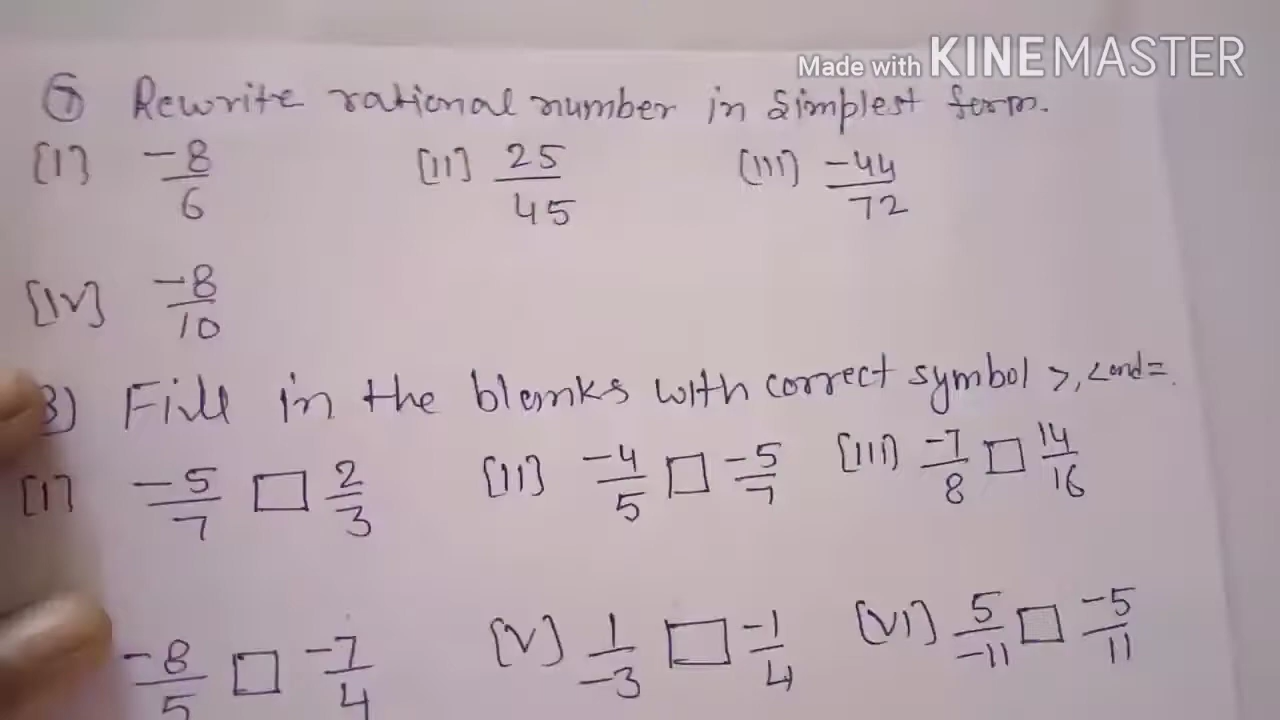 Made with KINEMASTER
⑦ Rewrite rational number in simplest form.
[I] -8/6 [II] 25/45 [III] -44/72
[IV] -8/10
8) Fill in the blanks with correct symbol >, < and =.
[I] -5/7 □ 2/3 [II] -4/5 □ -5/7 [III] -7/8 □ 14/16
-8/5 □ -7/4 [V] 1/-3 □ -1/4 [VI] 5/-11 □ -5/11